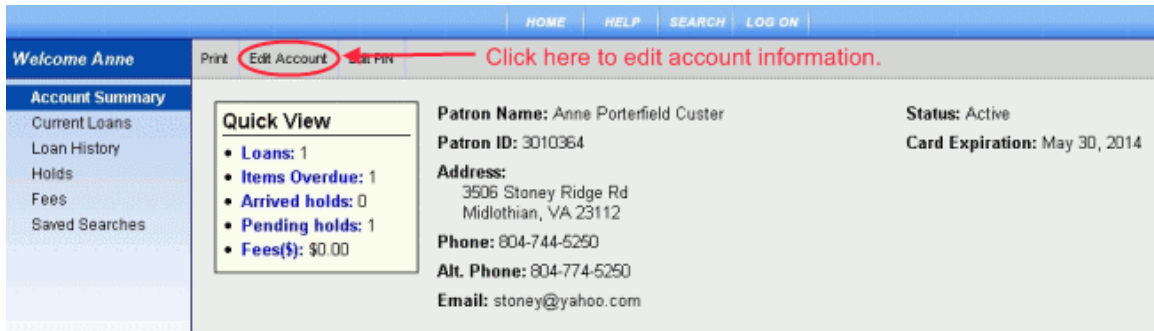 HOME HELP SEARCH LOG ON
Welcome Anne
Print Edit Account Edit PIN
Click here to edit account information.
Account Summary
Current Loans
Loan History
Holds
Fees
Saved Searches
Quick View
• Loans: 1
• Items Overdue: 1
• Arrived holds: 0
• Pending holds: 1
• Fees($): $0.00
Patron Name: Anne Porterfield Custer
Patron ID: 3010364
Address:
3506 Stoney Ridge Rd
Midlothian, VA 23112
Phone: 804-744-5250
Alt. Phone: 804-774-5250
Email: stoney@yahoo.com
Status: Active
Card Expiration: May 30, 2014